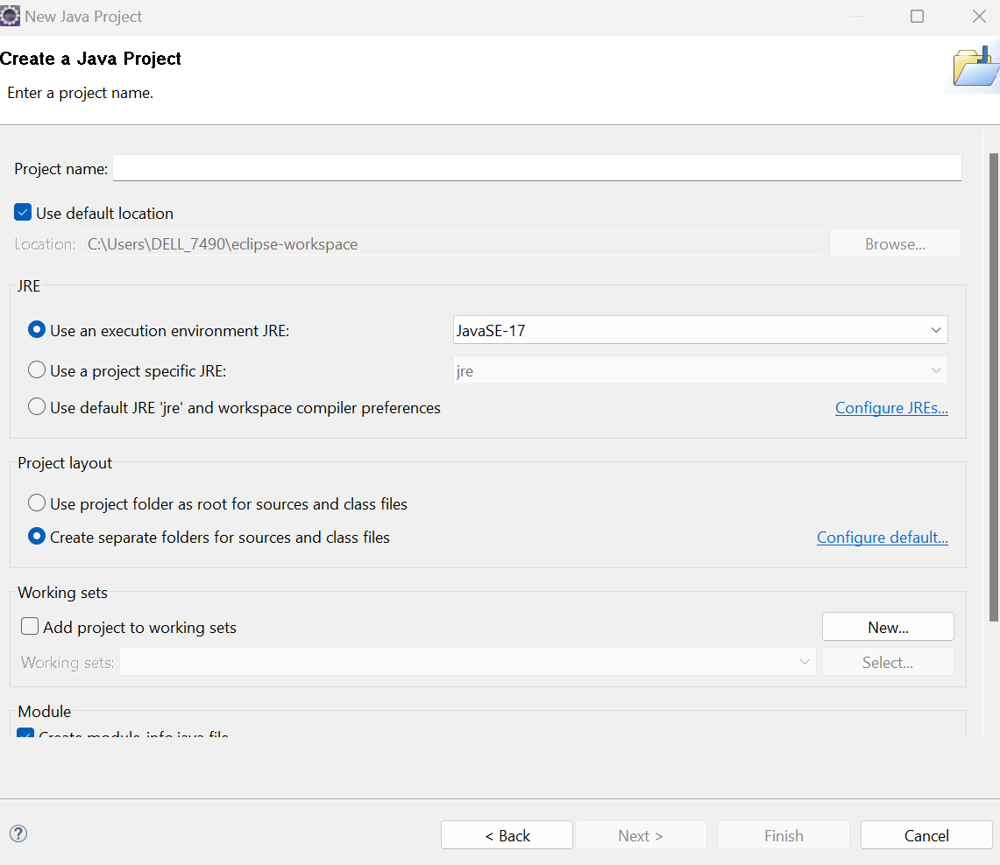 New Java Project
Create a Java Project
Enter a project name.
Project name:
Use default location
Location: C:\Users\DELL_7490\eclipse-workspace Browse...
JRE
Use an execution environment JRE: JavaSE-17
Use a project specific JRE: jre
Use default JRE 'jre' and workspace compiler preferences Configure JREs...
Project layout
Use project folder as root for sources and class files
Create separate folders for sources and class files Configure default...
Working sets
Add project to working sets New...
Working sets: Select...
Module
Create module-info.java file
? < Back Next > Finish Cancel